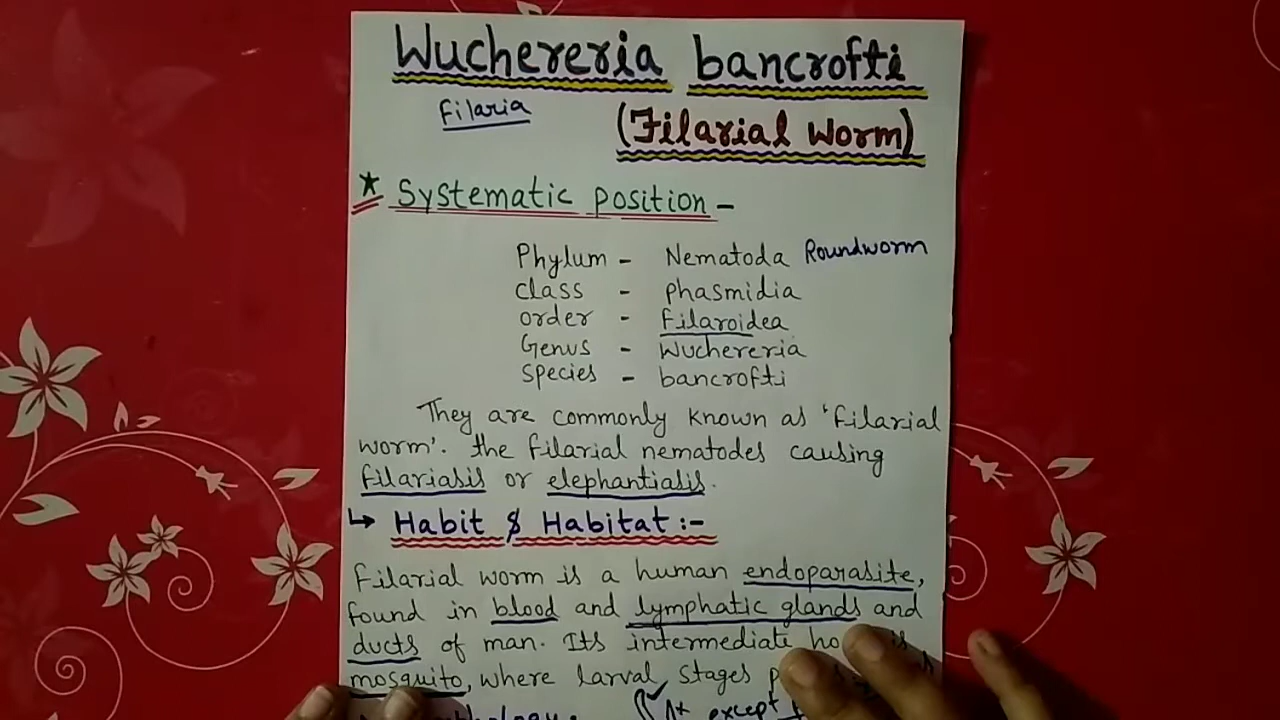 Wuchereria bancrofti
Filaria
(Filarial Worm)
* Systematic position -
Phylum - Nematoda Roundworm
class - phasmidia
order - filaroidea
Genus - Wuchereria
Species - bancrofti
They are commonly known as 'filarial
worm'. the filarial nematodes causing
filariasis or elephantialis.
↳ Habit & Habitat :-
Filarial worm is a human endoparasite,
found in blood and lymphatic glands and
ducts of man. Its intermediate is
mosquito, where larval stages
except